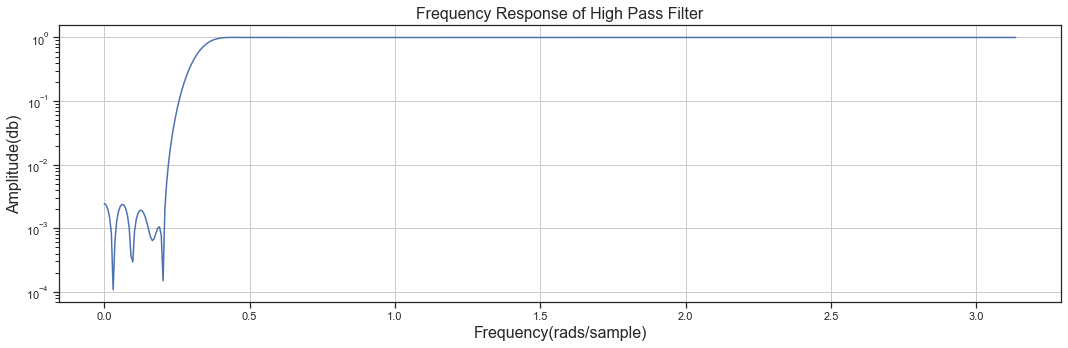 Frequency Response of High Pass Filter
Amplitude(db)
10⁰
10⁻¹
10⁻²
10⁻³
10⁻⁴
0.0 0.5 1.0 1.5 2.0 2.5 3.0
Frequency(rads/sample)